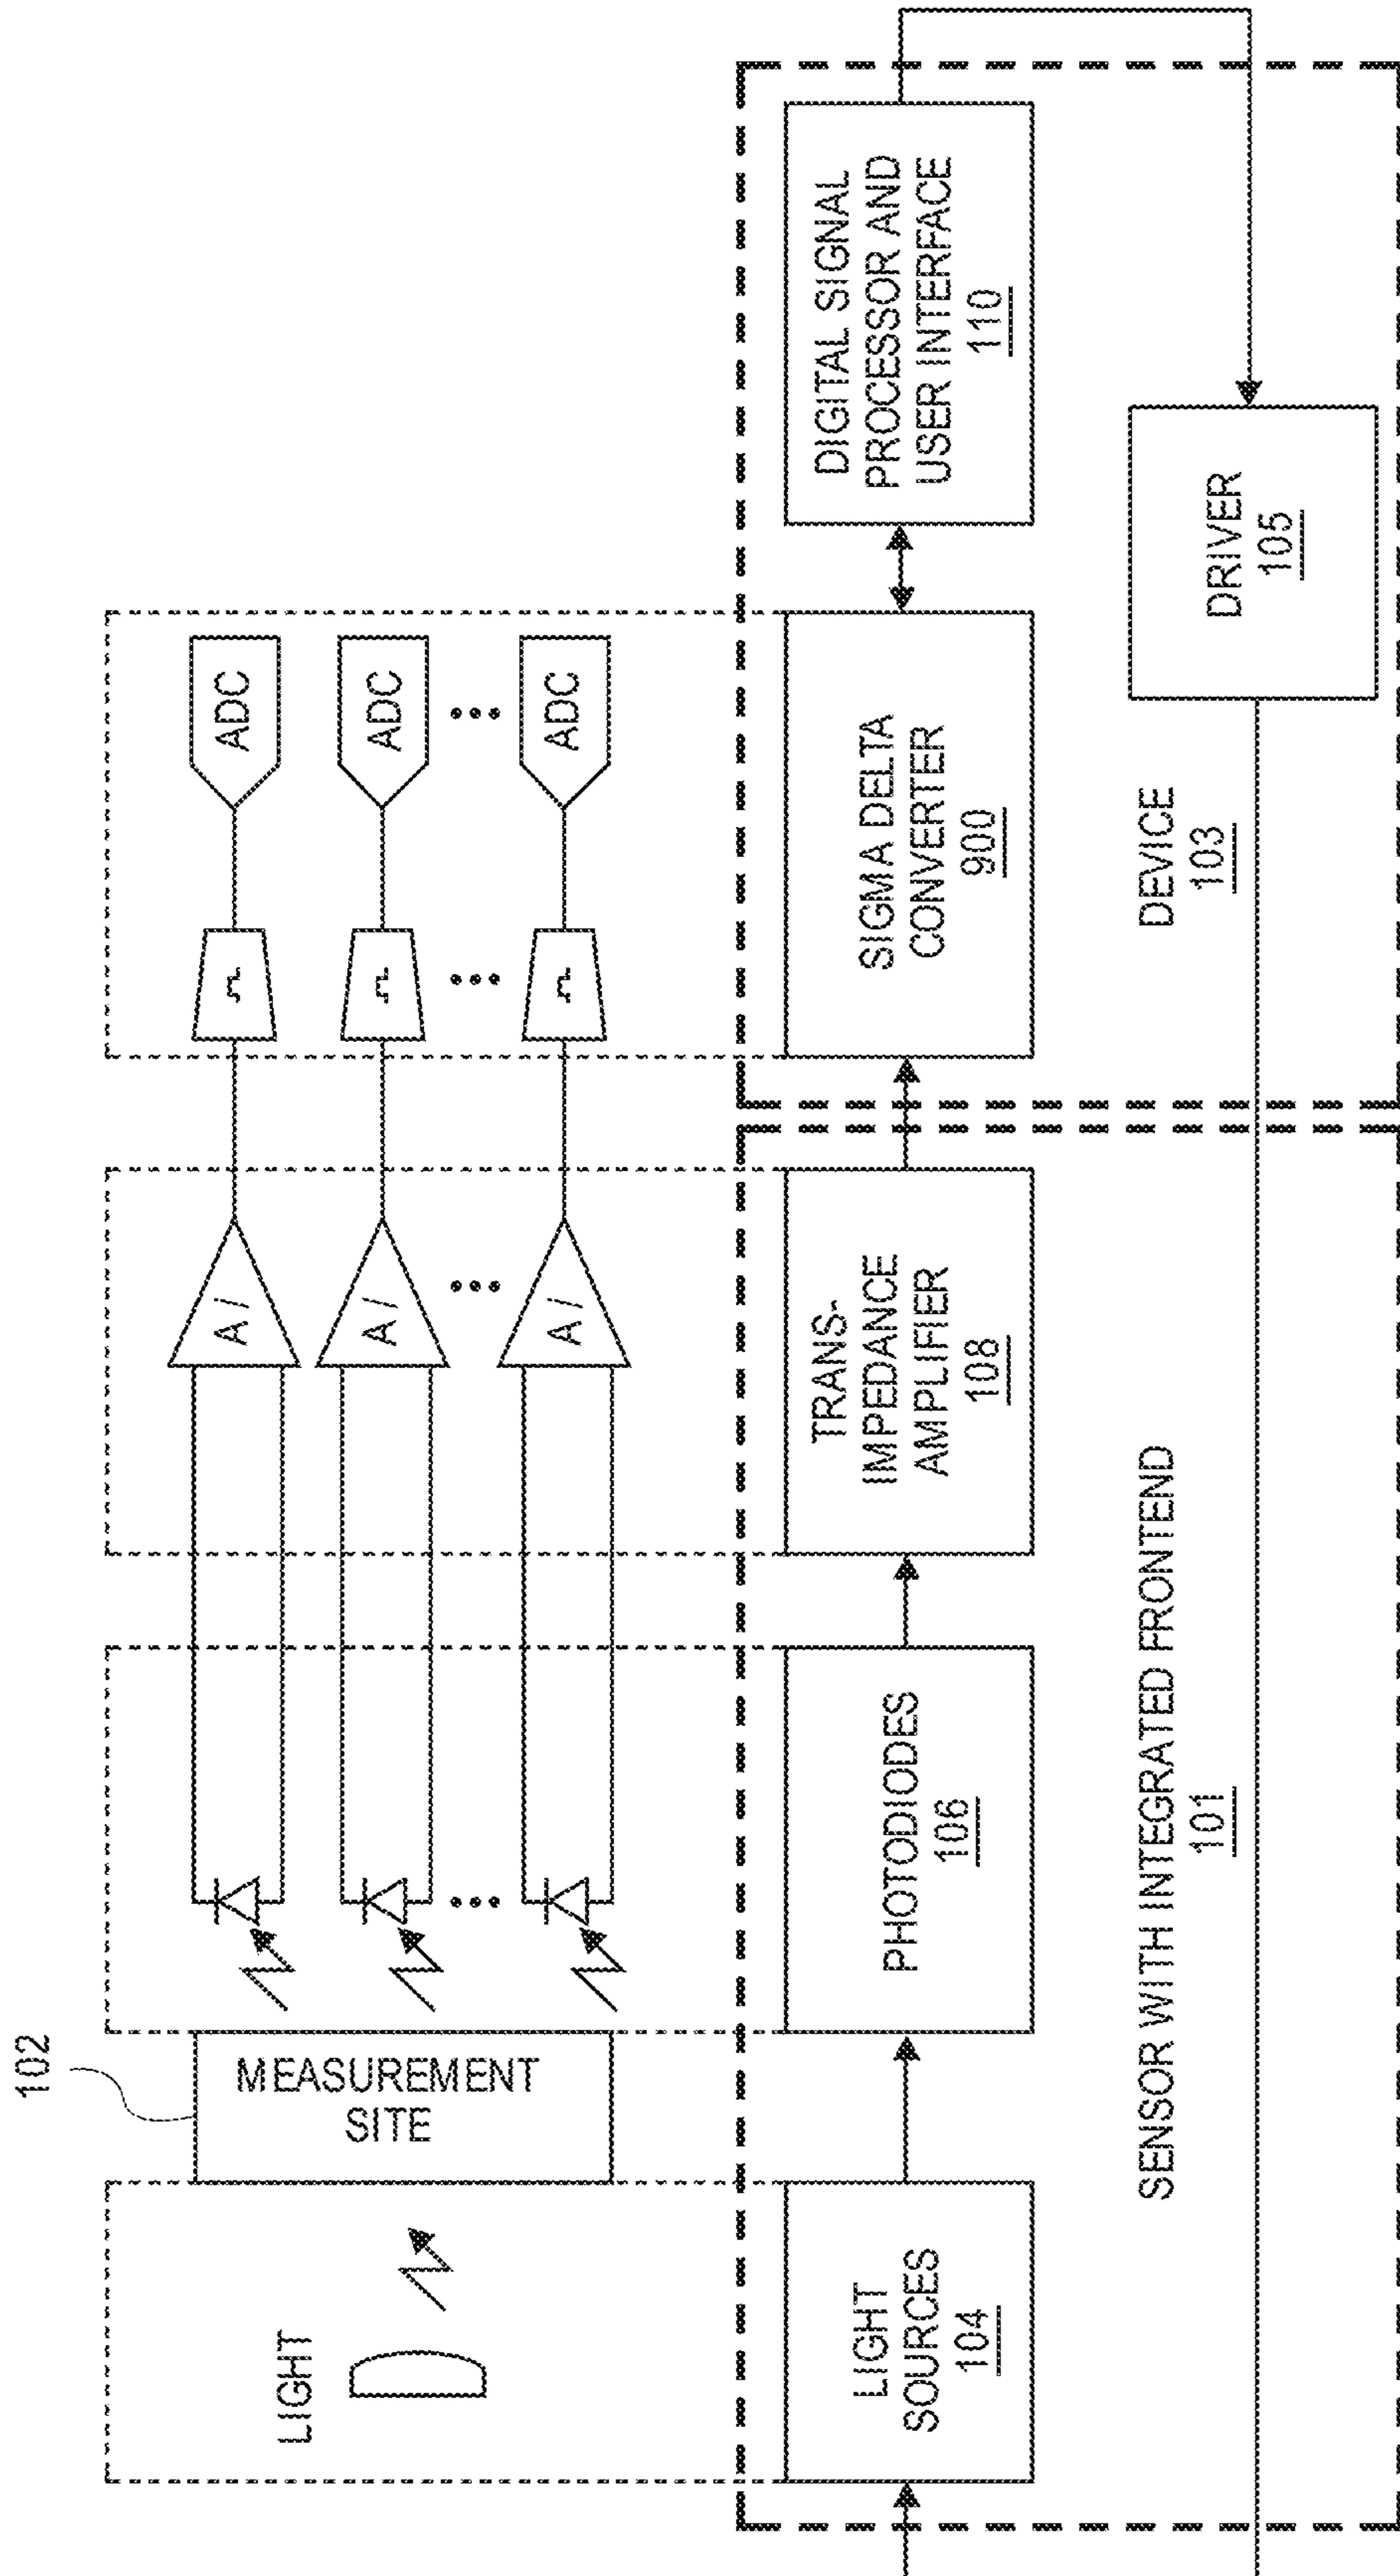 102
LIGHT
MEASUREMENT
SITE
A /
A /
A /
ADC
ADC
ADC
LIGHT
SOURCES
104
PHOTODIODES
106
TRANS-
IMPEDANCE
AMPLIFIER
108
SIGMA DELTA
CONVERTER
900
DIGITAL SIGNAL
PROCESSOR AND
USER INTERFACE
110
SENSOR WITH INTEGRATED FRONTEND
101
DEVICE
103
DRIVER
105